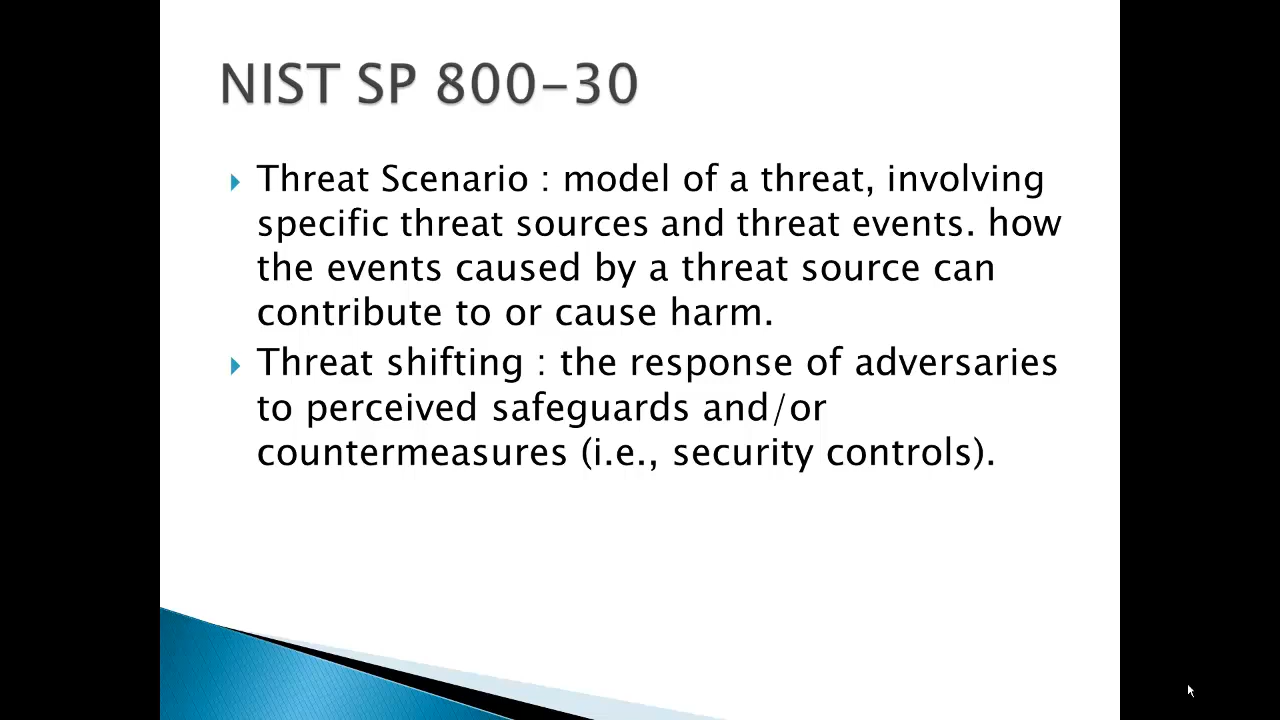 NIST SP 800-30
Threat Scenario : model of a threat, involving
specific threat sources and threat events. how
the events caused by a threat source can
contribute to or cause harm.
Threat shifting : the response of adversaries
to perceived safeguards and/or
countermeasures (i.e., security controls).